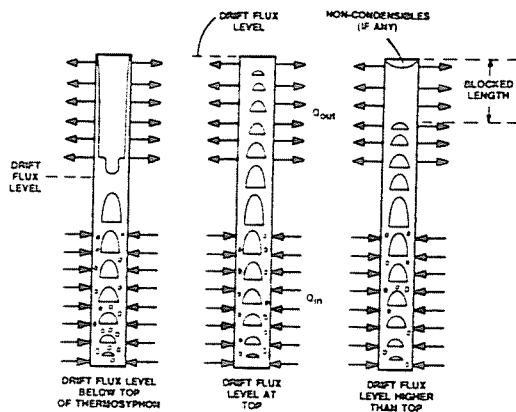 DRIFT FLUX
LEVEL
NON-CONDENSIBLES
(IF ANY)
BLOCKED
LENGTH
Qout
DRIFT
FLUX
LEVEL
Qin
DRIFT FLUX LEVEL
BELOW TOP
OF THERMOSYPHON
DRIFT FLUX
LEVEL AT
TOP
DRIFT FLUX
LEVEL HIGHER
THAN TOP